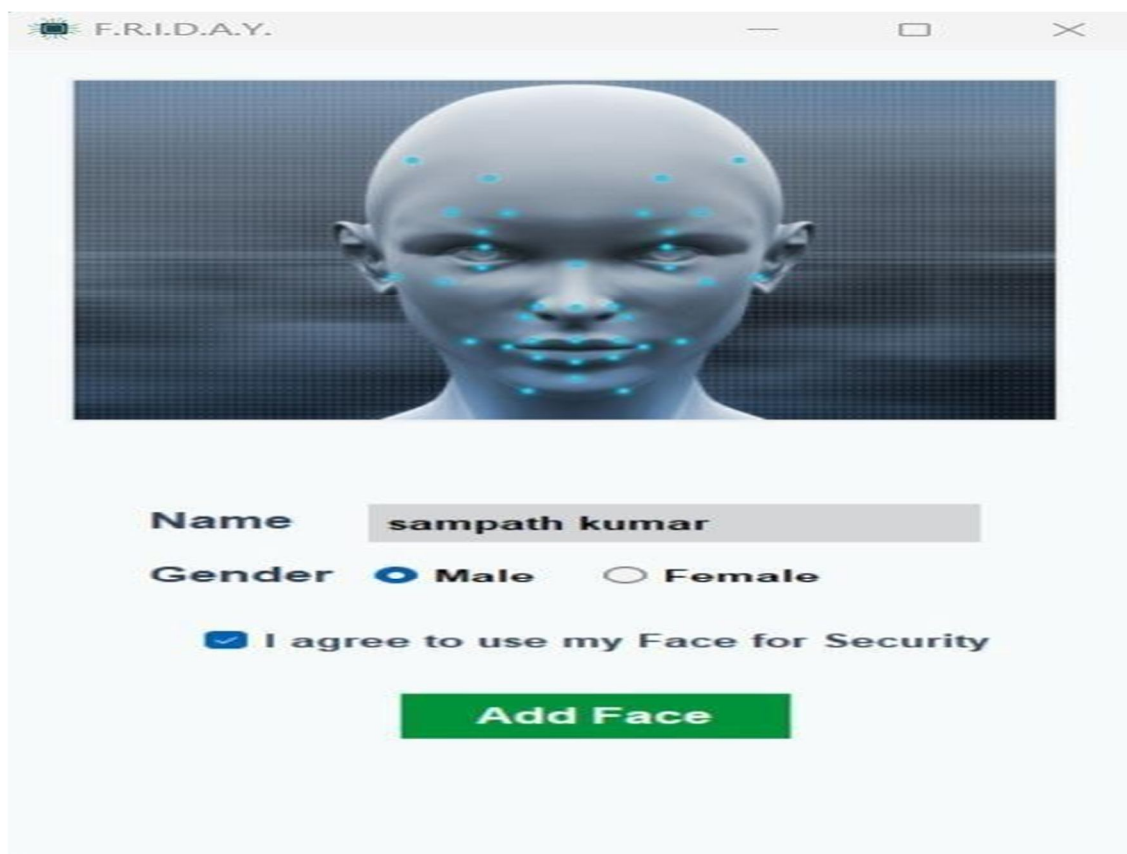 F.R.I.D.A.Y.
Name sampath kumar
Gender Male Female
I agree to use my Face for Security
Add Face